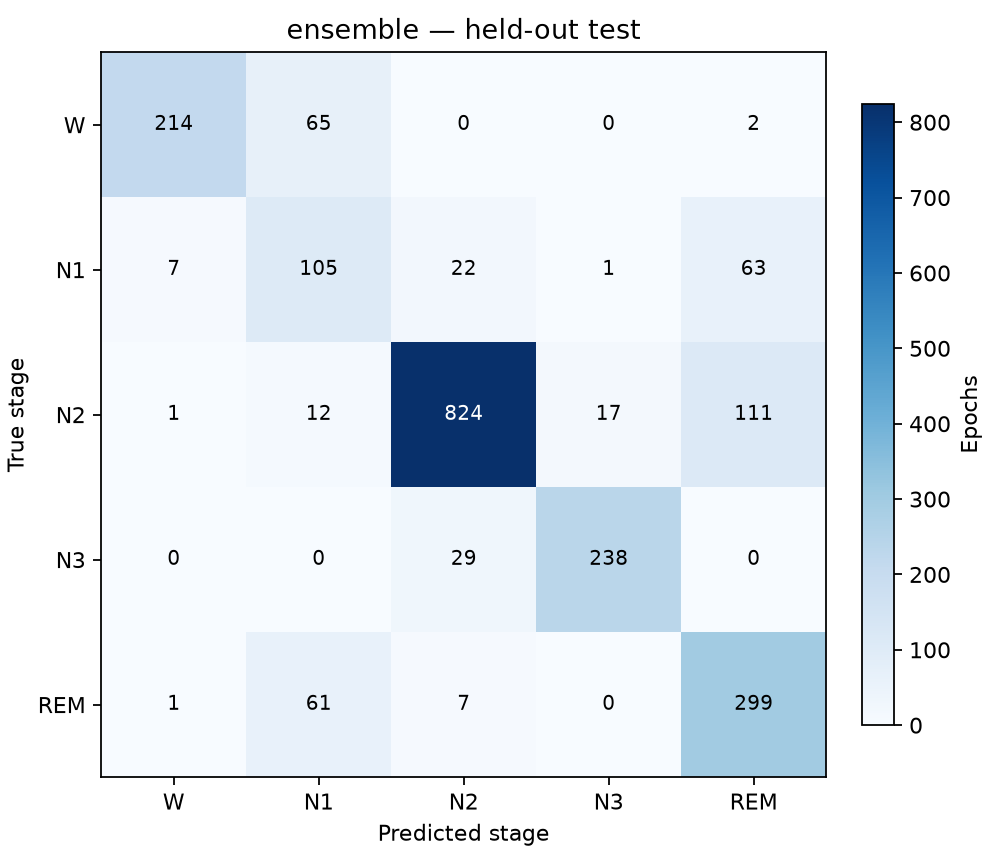 ensemble — held-out test
W 214 65 0 0 2
N1 7 105 22 1 63
N2 1 12 824 17 111
N3 0 0 29 238 0
REM 1 61 7 0 299
W N1 N2 N3 REM
Predicted stage
True stage
800
700
600
500
400
300
200
100
0
Epochs